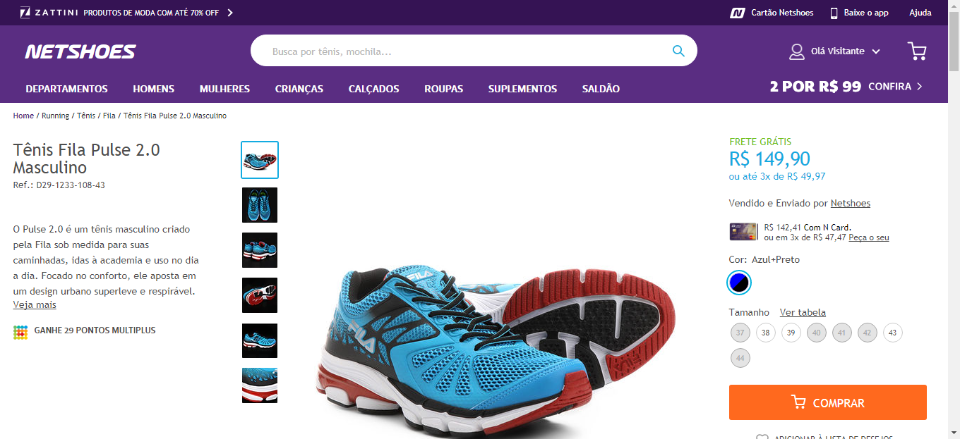 ZATTINI PRODUTOS DE MODA COM ATÉ 70% OFF
Cartão Netshoes
Baixe o app
Ajuda
NETSHOES
Busca por tênis, mochila...
Olá Visitante
DEPARTAMENTOS HOMENS MULHERES CRIANÇAS CALÇADOS ROUPAS SUPLEMENTOS SALDÃO
2 POR R$ 99 CONFIRA
Home / Running / Tênis / Fila / Tênis Fila Pulse 2.0 Masculino
Tênis Fila Pulse 2.0
Masculino
Ref.: D29-1233-108-43
O Pulse 2.0 é um tênis masculino criado
pela Fila sob medida para suas
caminhadas, idas à academia e uso no dia
a dia. Focado no conforto, ele aposta em
um design urbano superleve e respirável.
Veja mais
GANHE 29 PONTOS MULTIPLUS
FILA
FRETE GRÁTIS
R$ 149,90
ou até 3x de R$ 49,97
Vendido e Enviado por Netshoes
R$ 142,41 Com N Card.
ou em 3x de R$ 47,47 Peça o seu
Cor: Azul+Preto
Tamanho Ver tabela
37 38 39 40 41 42 43
44
COMPRAR
ADICIONAR À LISTA DE DESEJOS